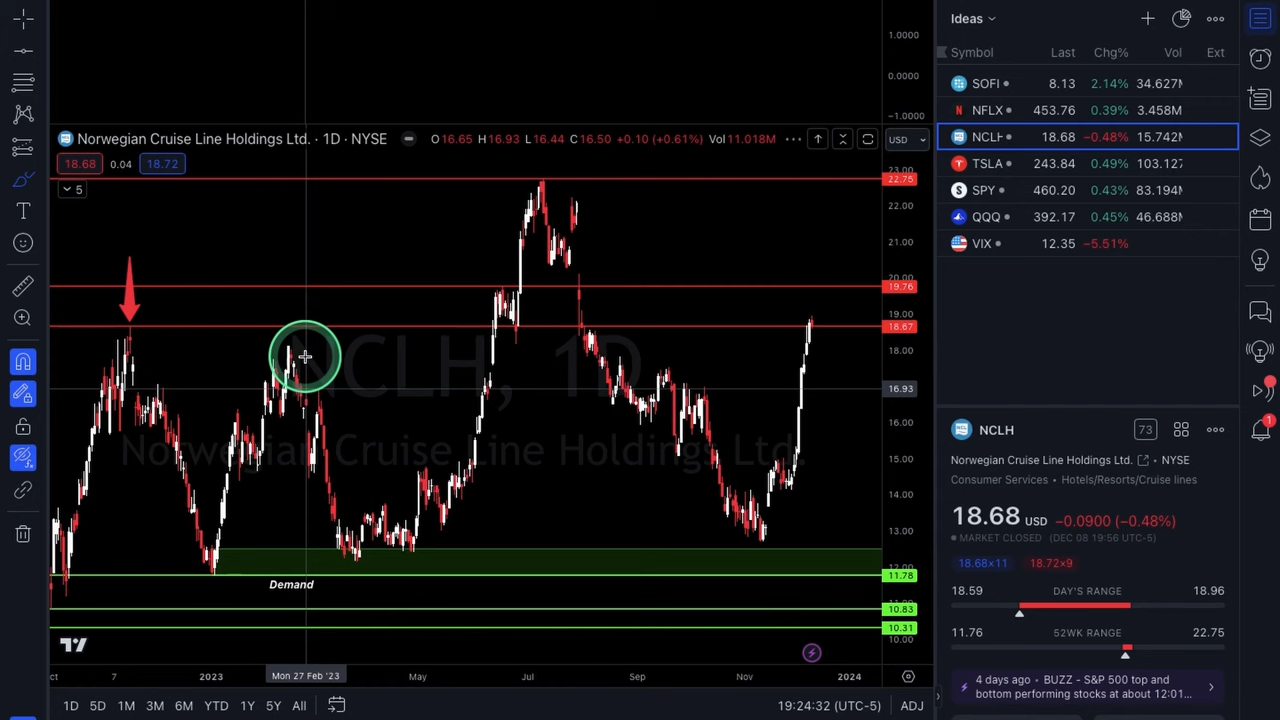 1.0000
0.0000
-1.0000
Norwegian Cruise Line Holdings Ltd. · 1D · NYSE
O16.65 H16.93 L16.44 C16.50 +0.10 (+0.61%) Vol11.018M
USD
18.68 0.04 18.72
5
23.00
22.75
22.00
21.00
20.00
19.76
19.00
18.67
18.00
16.93
16.00
15.00
14.00
13.00
12.00
11.78
10.83
10.31
10.00
NCLH, 1D
Norwegian Cruise Line Holdings Ltd.
Demand
7
2023
Mon 27 Feb '23
May
Jul
Sep
Nov
2024
1D 5D 1M 3M 6M YTD 1Y 5Y All
19:24:32 (UTC-5) ADJ
Ideas
Symbol Last Chg% Vol Ext
SOFI 8.13 2.14% 34.627M
NFLX 453.76 0.39% 3.458M
NCLH 18.68 −0.48% 15.742M
TSLA 243.84 0.49% 103.127
SPY 460.20 0.43% 83.194M
QQQ 392.17 0.45% 46.688M
VIX 12.35 −5.51%
NCLH
73
Norwegian Cruise Line Holdings Ltd. • NYSE
Consumer Services • Hotels/Resorts/Cruise lines
18.68 USD −0.0900 (−0.48%)
MARKET CLOSED (DEC 08 19:56 UTC-5)
18.68×11 18.72×9
18.59 DAY'S RANGE 18.96
11.76 52WK RANGE 22.75
4 days ago • BUZZ - S&P 500 top and
bottom performing stocks at about 12:01...
1